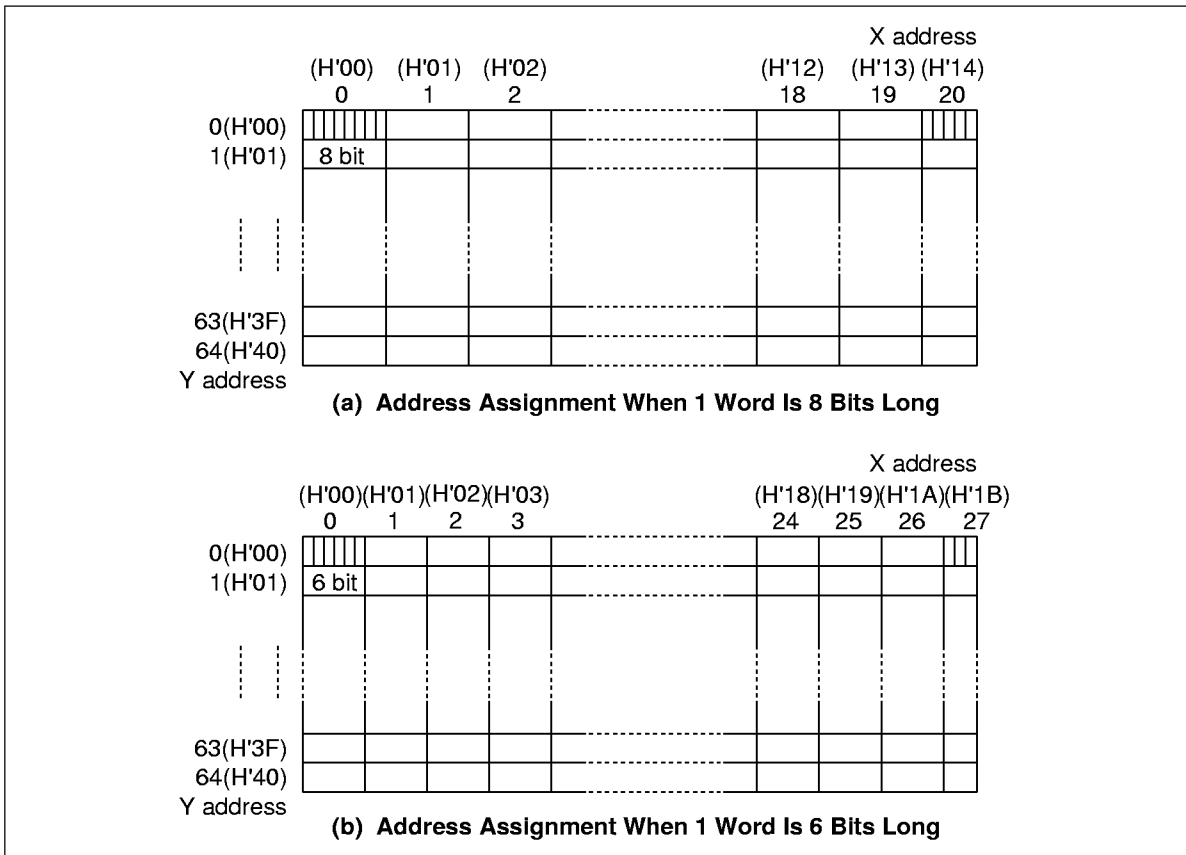 X address
(H'00) (H'01) (H'02) (H'12) (H'13) (H'14)
0 1 2 18 19 20
0(H'00)
1(H'01) 8 bit
63(H'3F)
64(H'40)
Y address
(a) Address Assignment When 1 Word Is 8 Bits Long
X address
(H'00) (H'01) (H'02) (H'03) (H'18) (H'19) (H'1A) (H'1B)
0 1 2 3 24 25 26 27
0(H'00)
1(H'01) 6 bit
63(H'3F)
64(H'40)
Y address
(b) Address Assignment When 1 Word Is 6 Bits Long